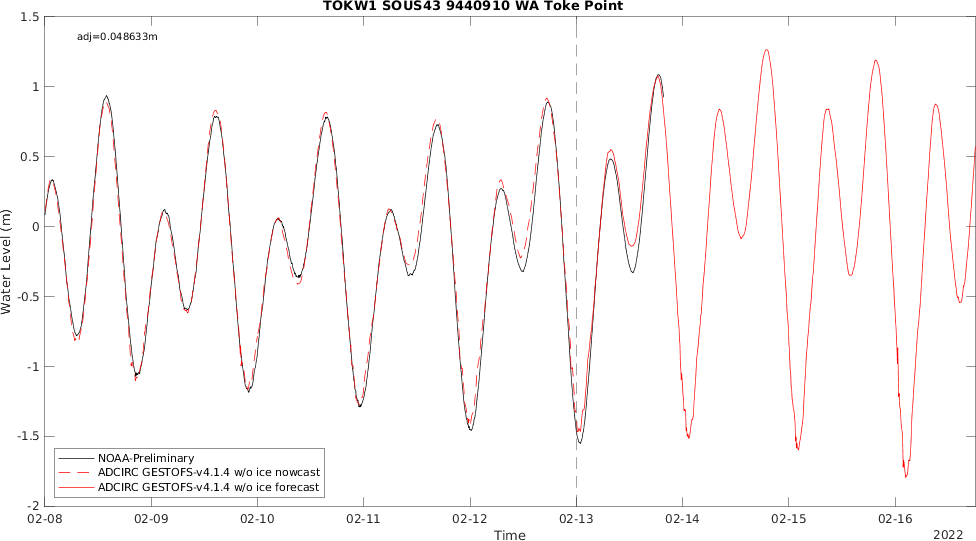 TOKW1 SOUS43 9440910 WA Toke Point
adj=0.048633m
1.5
1
0.5
0
-0.5
-1
-1.5
-2
Water Level (m)
NOAA-Preliminary
ADCIRC GESTOFS-v4.1.4 w/o ice nowcast
ADCIRC GESTOFS-v4.1.4 w/o ice forecast
02-08 02-09 02-10 02-11 02-12 02-13 02-14 02-15 02-16
Time
2022